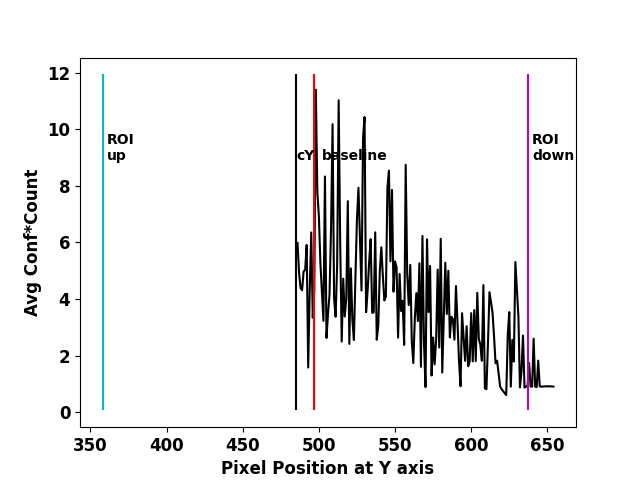 12
10
8
6
4
2
0
Avg Conf*Count
ROI
up
cY
baseline
ROI
down
350 400 450 500 550 600 650
Pixel Position at Y axis